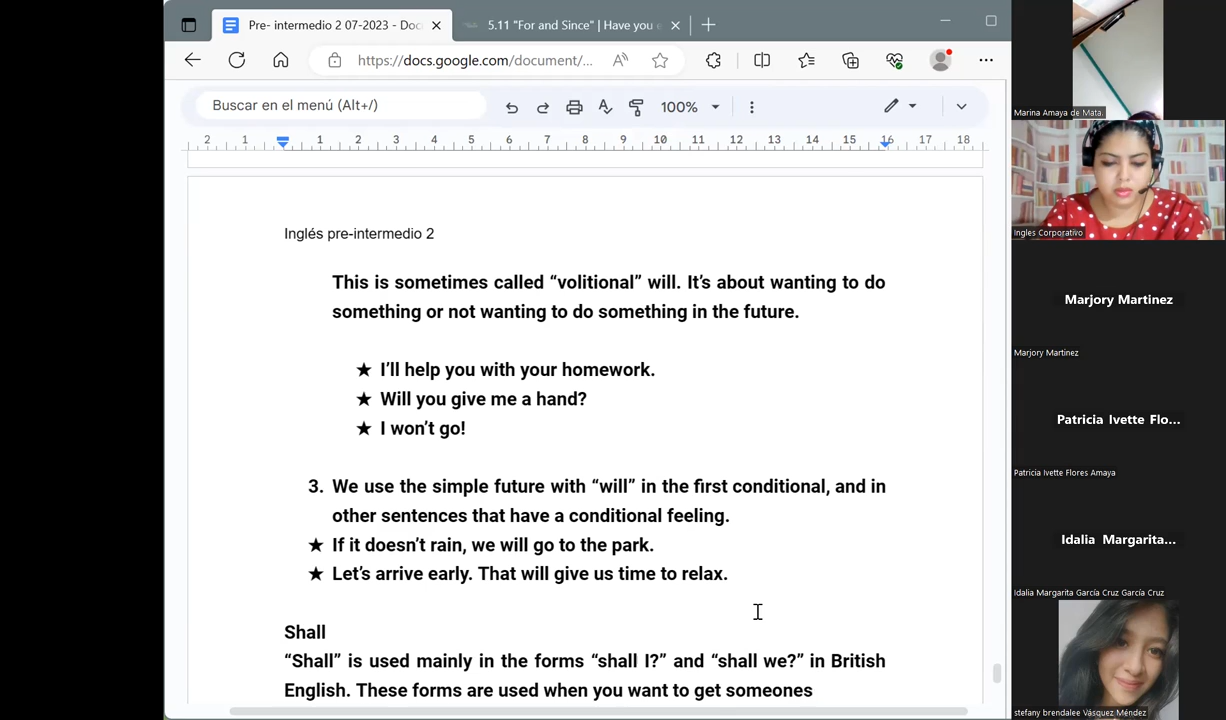 Pre- intermedio 2 07-2023 - Doc
5.11 "For and Since" | Have you e
https://docs.google.com/document/...
Buscar en el menú (Alt+/)
100%
2 1 1 2 3 4 5 6 7 8 9 10 11 12 13 14 15 16 17 18
Inglés pre-intermedio 2
This is sometimes called “volitional” will. It’s about wanting to do
something or not wanting to do something in the future.
★ I’ll help you with your homework.
★ Will you give me a hand?
★ I won’t go!
3. We use the simple future with “will” in the first conditional, and in
other sentences that have a conditional feeling.
★ If it doesn’t rain, we will go to the park.
★ Let’s arrive early. That will give us time to relax.
Shall
“Shall” is used mainly in the forms “shall I?” and “shall we?” in British
English. These forms are used when you want to get someones
Marina Amaya de Mata.
Ingles Corporativo
Marjory Martinez
Marjory Martinez
Patricia Ivette Flo...
Patricia Ivette Flores Amaya
Idalia Margarita...
Idalia Margarita García Cruz García Cruz
stefany brendalee Vásquez Méndez